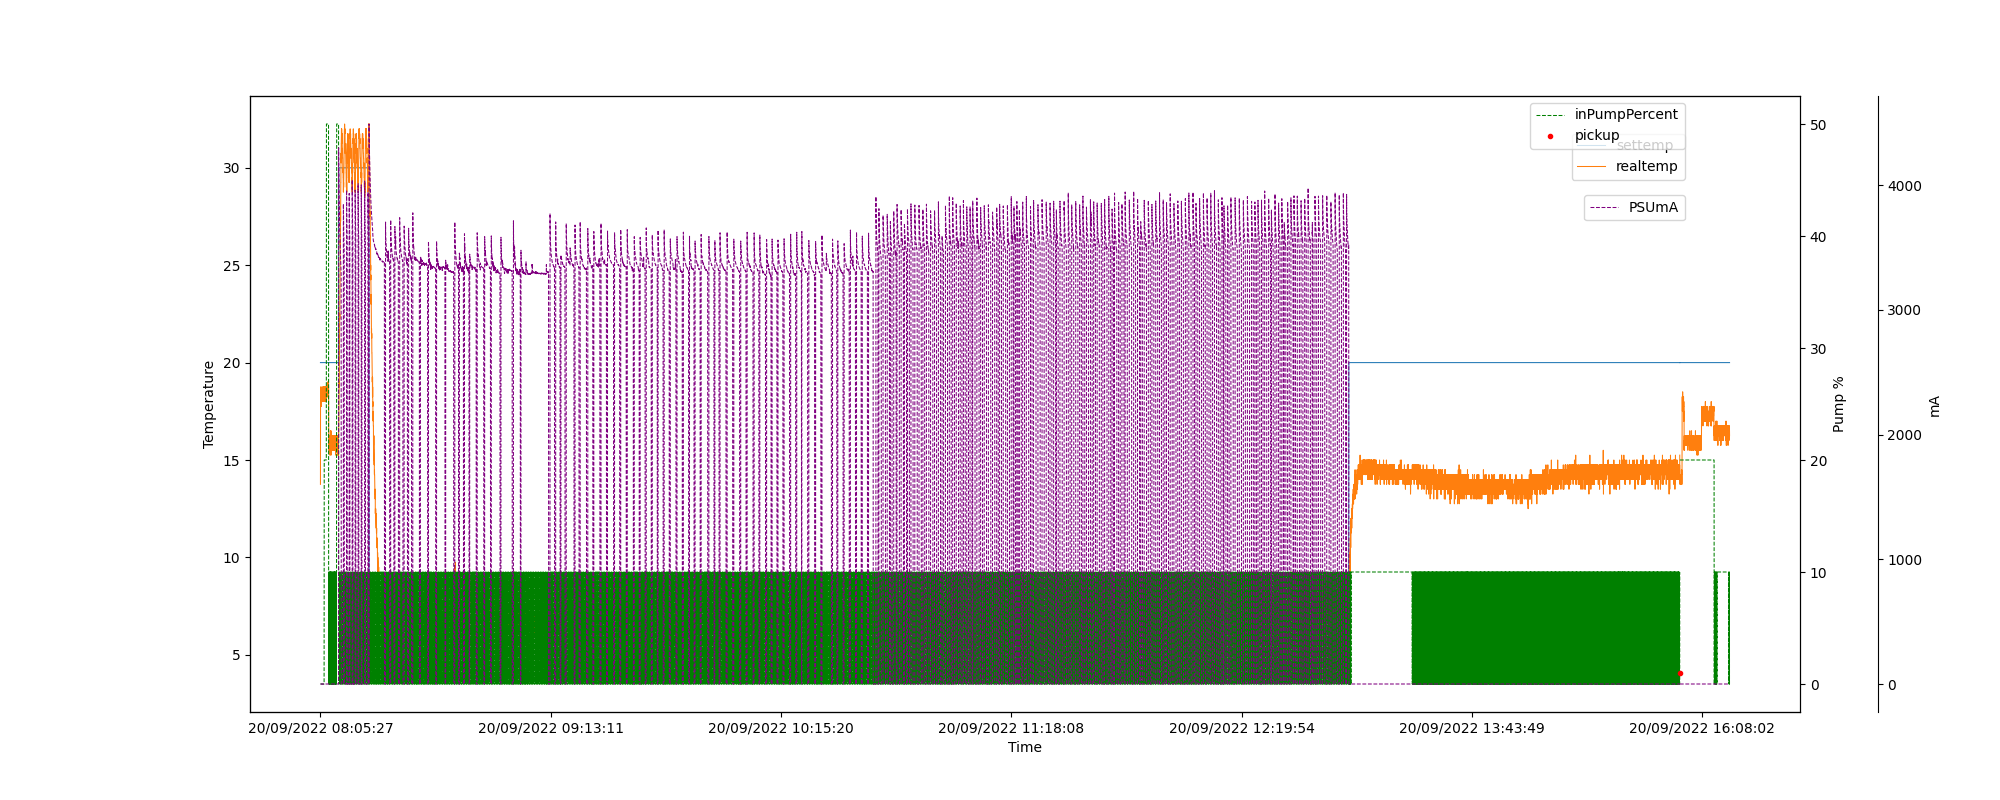 inPumpPercent
pickup
settemp
realtemp
PSUmA
Temperature
30
25
20
15
10
5
50
40
30
20
10
0
Pump %
4000
3000
2000
1000
0
mA
20/09/2022 08:05:27
20/09/2022 09:13:11
20/09/2022 10:15:20
20/09/2022 11:18:08
20/09/2022 12:19:54
20/09/2022 13:43:49
20/09/2022 16:08:02
Time